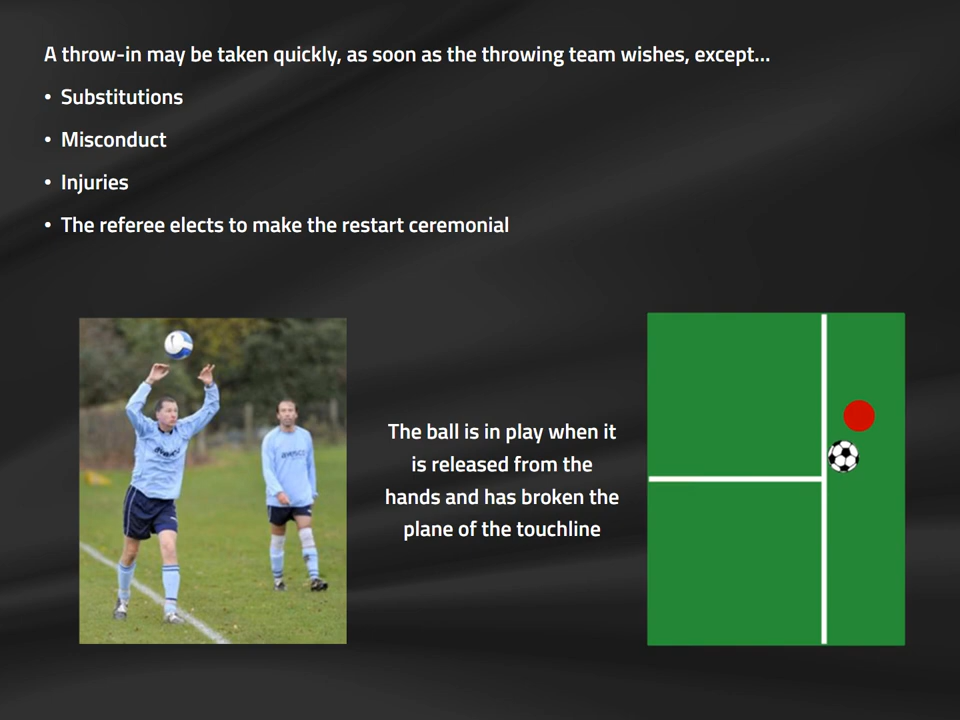 A throw-in may be taken quickly, as soon as the throwing team wishes, except...
• Substitutions
• Misconduct
• Injuries
• The referee elects to make the restart ceremonial
The ball is in play when it
is released from the
hands and has broken the
plane of the touchline